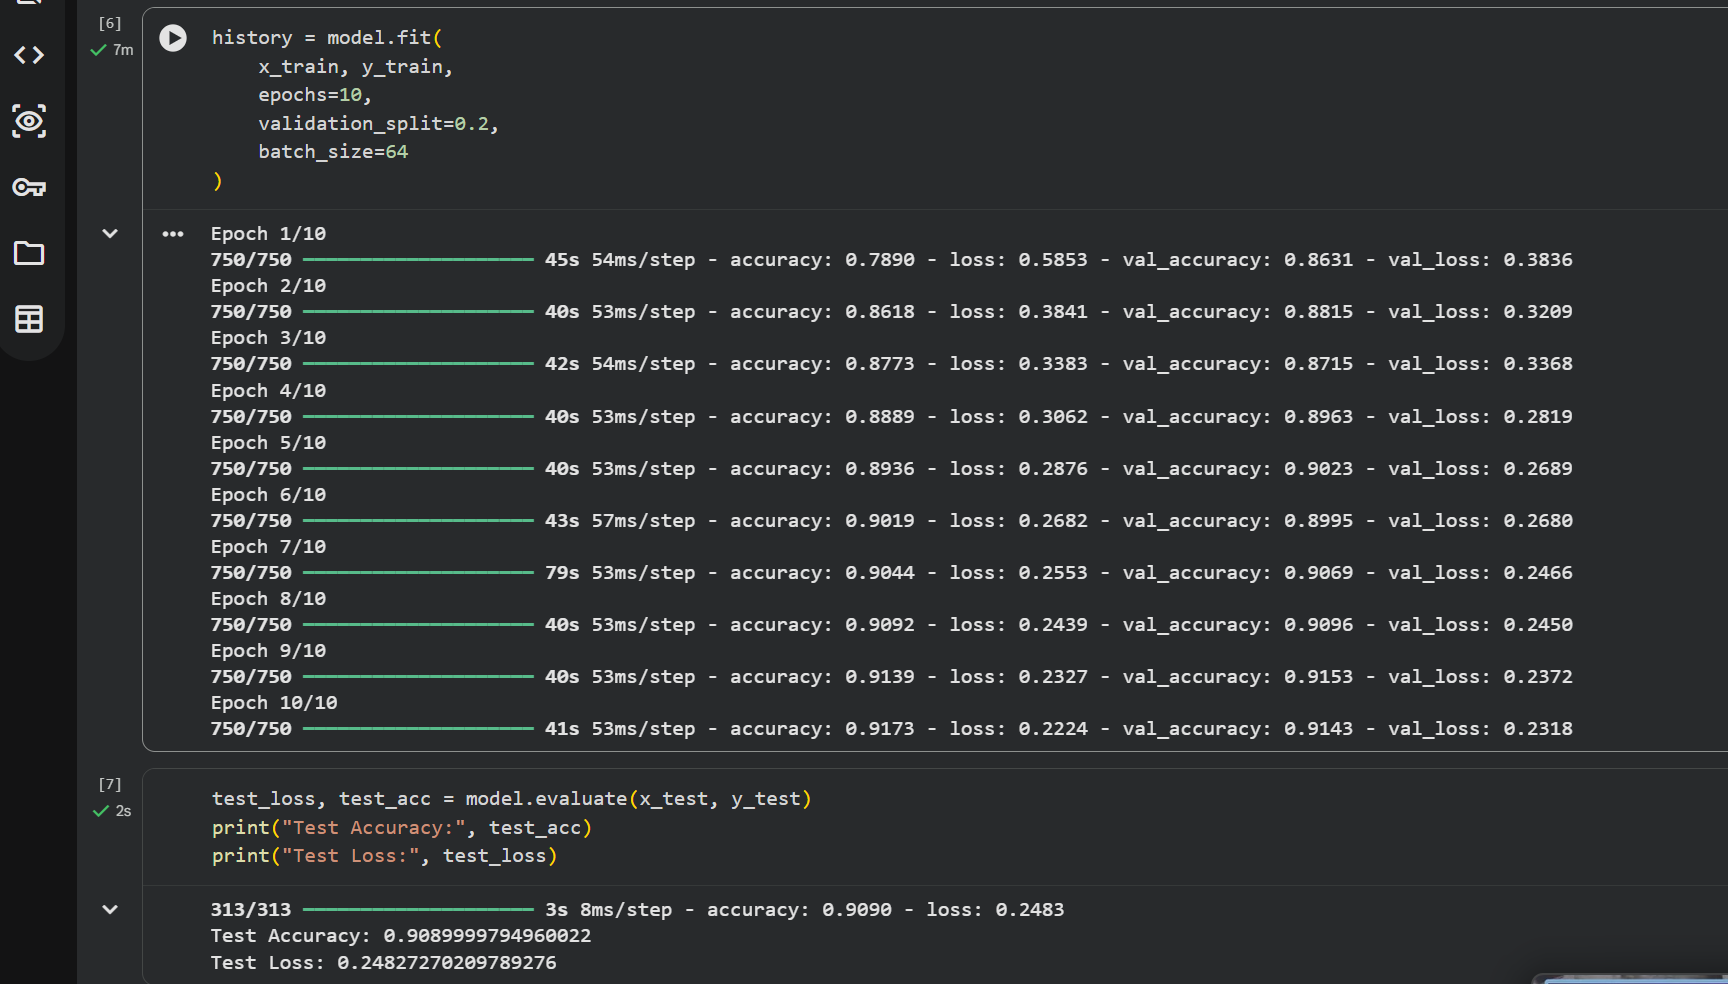 [6]
7m
history = model.fit(
    x_train, y_train,
    epochs=10,
    validation_split=0.2,
    batch_size=64
)
Epoch 1/10
750/750 ━━━━━━━━━━━━━━━━━━━━ 45s 54ms/step - accuracy: 0.7890 - loss: 0.5853 - val_accuracy: 0.8631 - val_loss: 0.3836
Epoch 2/10
750/750 ━━━━━━━━━━━━━━━━━━━━ 40s 53ms/step - accuracy: 0.8618 - loss: 0.3841 - val_accuracy: 0.8815 - val_loss: 0.3209
Epoch 3/10
750/750 ━━━━━━━━━━━━━━━━━━━━ 42s 54ms/step - accuracy: 0.8773 - loss: 0.3383 - val_accuracy: 0.8715 - val_loss: 0.3368
Epoch 4/10
750/750 ━━━━━━━━━━━━━━━━━━━━ 40s 53ms/step - accuracy: 0.8889 - loss: 0.3062 - val_accuracy: 0.8963 - val_loss: 0.2819
Epoch 5/10
750/750 ━━━━━━━━━━━━━━━━━━━━ 40s 53ms/step - accuracy: 0.8936 - loss: 0.2876 - val_accuracy: 0.9023 - val_loss: 0.2689
Epoch 6/10
750/750 ━━━━━━━━━━━━━━━━━━━━ 43s 57ms/step - accuracy: 0.9019 - loss: 0.2682 - val_accuracy: 0.8995 - val_loss: 0.2680
Epoch 7/10
750/750 ━━━━━━━━━━━━━━━━━━━━ 79s 53ms/step - accuracy: 0.9044 - loss: 0.2553 - val_accuracy: 0.9069 - val_loss: 0.2466
Epoch 8/10
750/750 ━━━━━━━━━━━━━━━━━━━━ 40s 53ms/step - accuracy: 0.9092 - loss: 0.2439 - val_accuracy: 0.9096 - val_loss: 0.2450
Epoch 9/10
750/750 ━━━━━━━━━━━━━━━━━━━━ 40s 53ms/step - accuracy: 0.9139 - loss: 0.2327 - val_accuracy: 0.9153 - val_loss: 0.2372
Epoch 10/10
750/750 ━━━━━━━━━━━━━━━━━━━━ 41s 53ms/step - accuracy: 0.9173 - loss: 0.2224 - val_accuracy: 0.9143 - val_loss: 0.2318
[7]
2s
test_loss, test_acc = model.evaluate(x_test, y_test)
print("Test Accuracy:", test_acc)
print("Test Loss:", test_loss)
313/313 ━━━━━━━━━━━━━━━━━━━━ 3s 8ms/step - accuracy: 0.9090 - loss: 0.2483
Test Accuracy: 0.9089999794960022
Test Loss: 0.24827270209789276